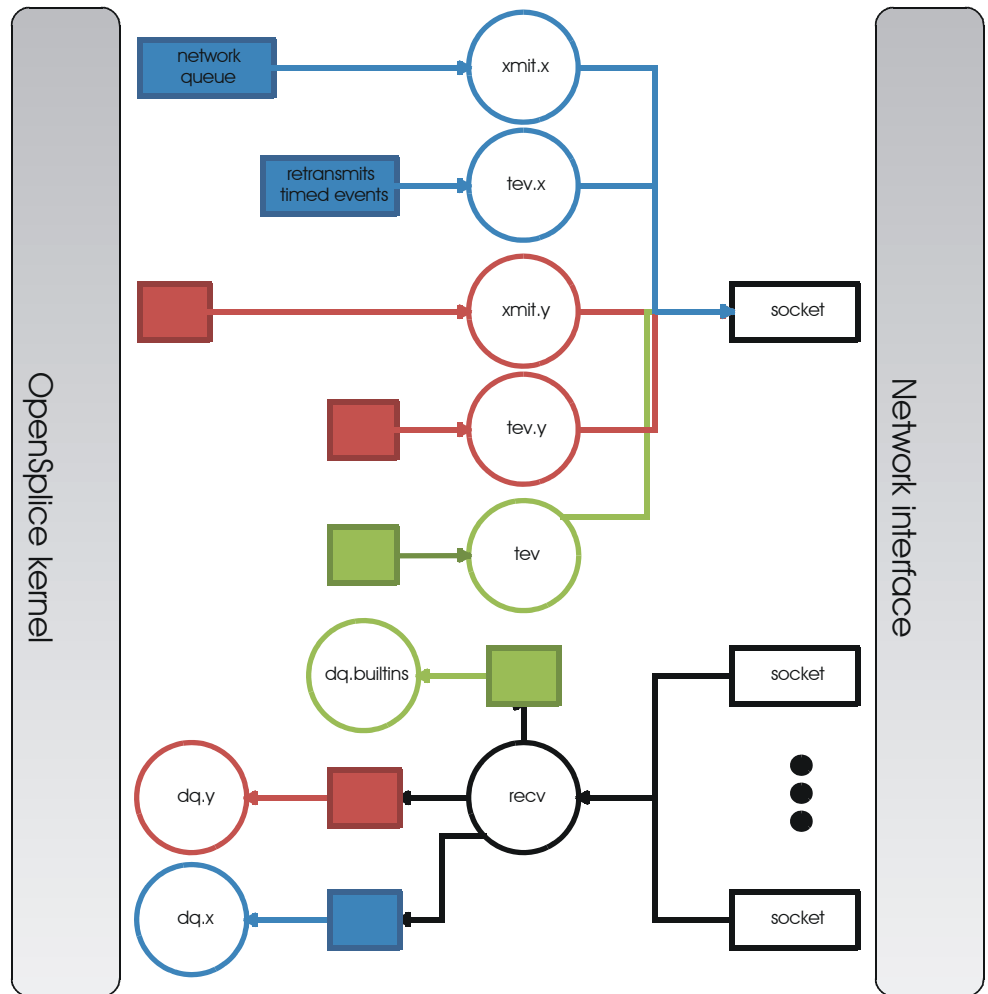 network
queue
xmit.x
retransmits
timed events
tev.x
xmit.y
socket
tev.y
tev
OpenSplice kernel
Network interface
dq.builtins
socket
dq.y
recv
dq.x
socket